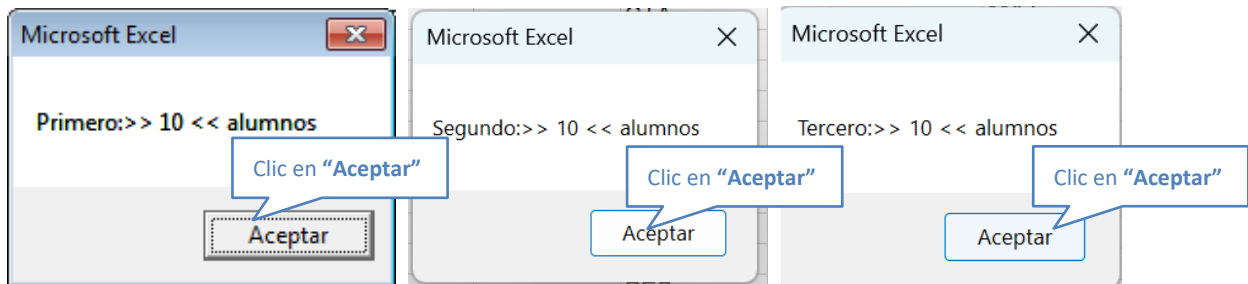 Microsoft Excel
Primero:>> 10 << alumnos
Clic en “Aceptar”
Aceptar
Microsoft Excel
Segundo:>> 10 << alumnos
Clic en “Aceptar”
Aceptar
Microsoft Excel
Tercero:>> 10 << alumnos
Clic en “Aceptar”
Aceptar